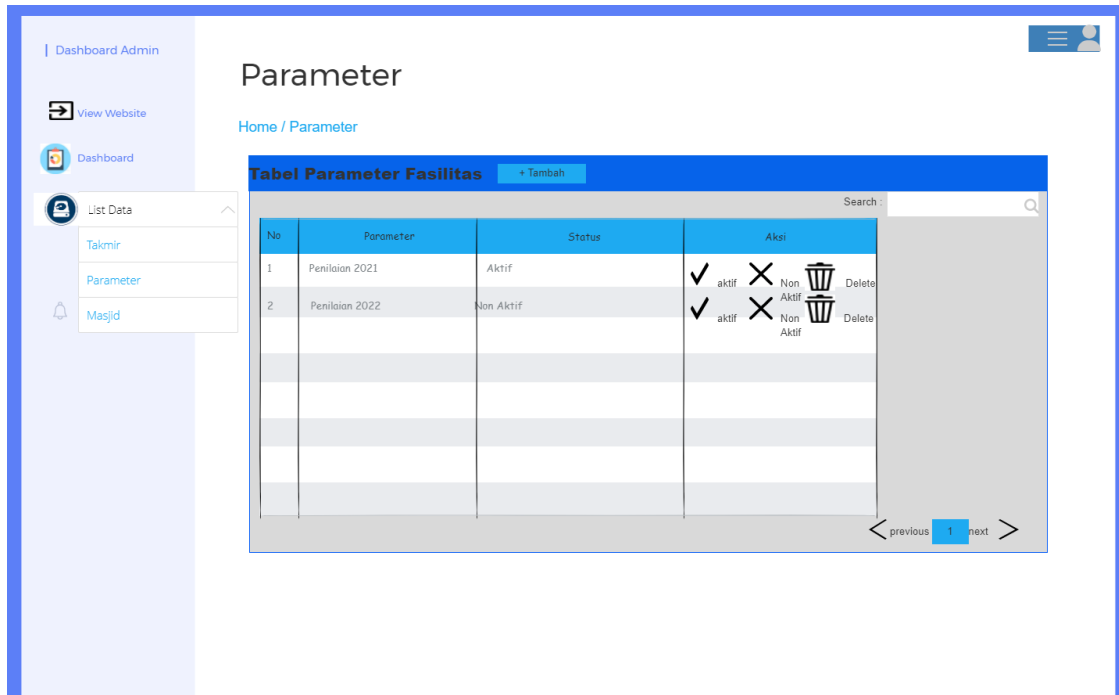 Dashboard Admin
View Website
Dashboard
List Data
Takmir
Parameter
Masjid
Parameter
Home / Parameter
Tabel Parameter Fasilitas
+ Tambah
Search :
No Parameter Status Aksi
1 Penilaian 2021 Aktif aktif Non Aktif Delete
2 Penilaian 2022 Non Aktif aktif Non Aktif Delete
previous 1 next